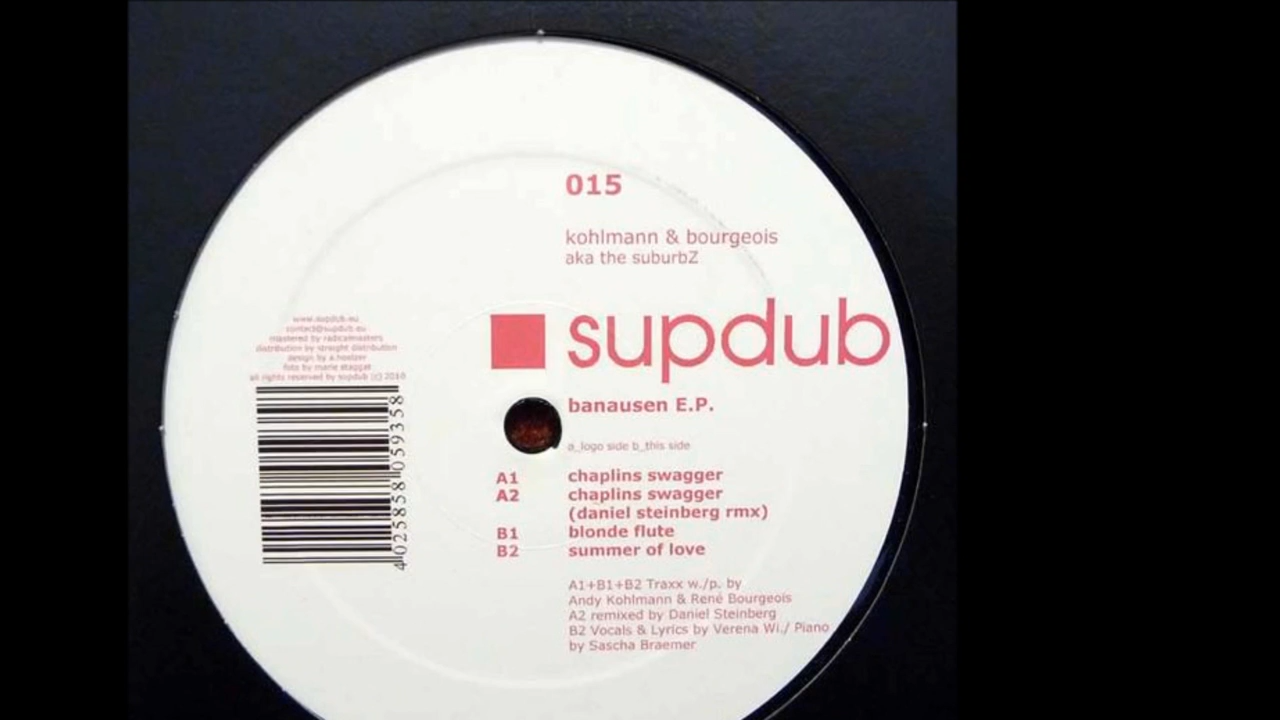 015
kohlmann & bourgeois
aka the suburbZ
supdub
banausen E.P.
a_logo side b_this side
A1 chaplins swagger
A2 chaplins swagger
(daniel steinberg rmx)
B1 blonde flute
B2 summer of love
A1+B1+B2 Traxx w./p. by
Andy Kohlmann & René Bourgeois
A2 remixed by Daniel Steinberg
B2 Vocals & Lyrics by Verena Wi./ Piano
by Sascha Braemer
www.supdub.eu
contact@supdub.eu
mastered by radicalmasters
distribution by straight distribution
design by
foto by marie staggat
all rights reserved by supdub (c) 2010
4025858059358